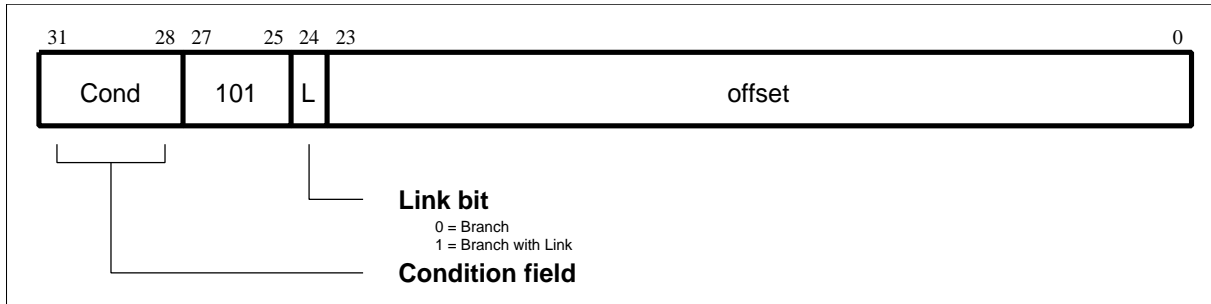 31 28 27 25 24 23 0
Cond 101 L offset
Link bit
0 = Branch
1 = Branch with Link
Condition field